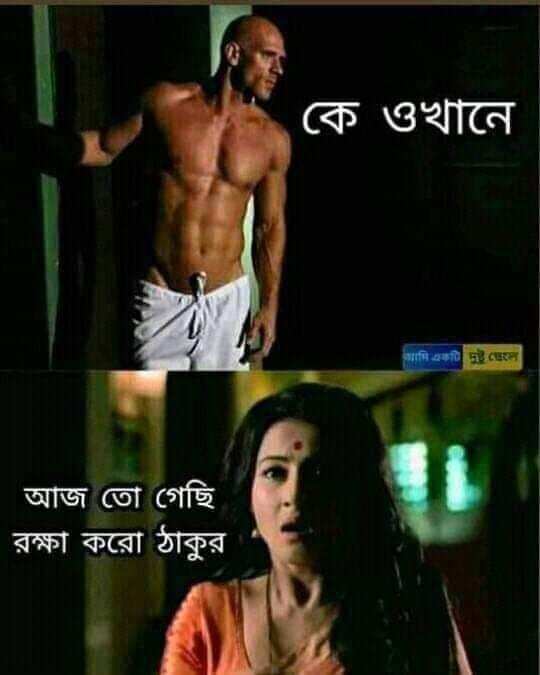 কে ওখানে
আমি একটি দুষ্টু ছেলে
আজ তো গেছি
রক্ষা করো ঠাকুর